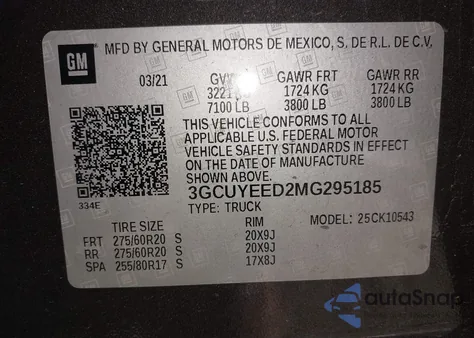 GM
MFD BY GENERAL MOTORS DE MEXICO, S. DE R.L. DE C.V.
03/21 GAWR FRT GAWR RR
1724 KG 1724 KG
7100 LB 3800 LB 3800 LB
THIS VEHICLE CONFORMS TO ALL
APPLICABLE U.S. FEDERAL MOTOR
VEHICLE SAFETY STANDARDS IN EFFECT
ON THE DATE OF MANUFACTURE
SHOWN ABOVE.
3GCUYEED2MG295185
334E
TYPE: TRUCK
TIRE SIZE RIM MODEL: 25CK10543
FRT 275/60R20 S 20X9J
RR 275/60R20 S 20X9J
SPA 255/80R17 S 17X8J
autoSnap